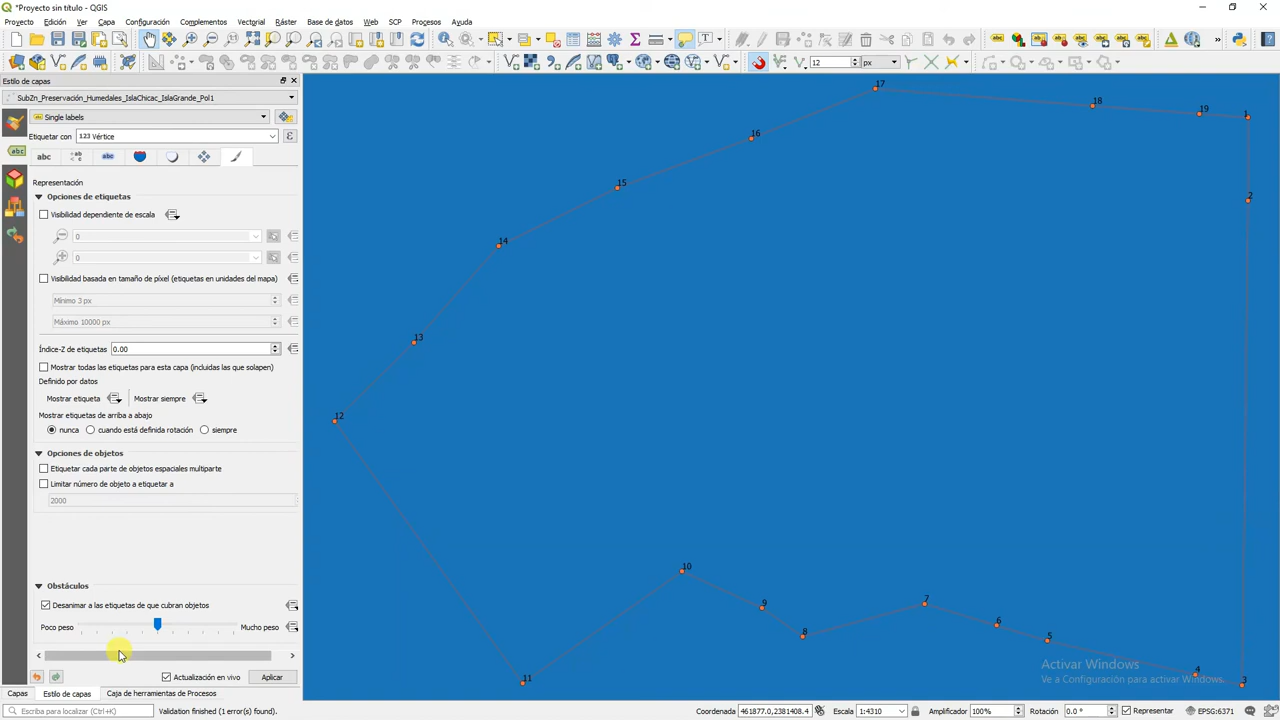 *Proyecto sin título - QGIS
Proyecto Edición Ver Capa Configuración Complementos Vectorial Ráster Base de datos Web SCP Procesos Ayuda
12 px
Estilo de capas
SubZn_Preservación_Humedales_IslaChicac_IslaGrande_Pol1
abc Single labels
Etiquetar con 123 Vértice
Representación
Opciones de etiquetas
Visibilidad dependiente de escala
0
0
Visibilidad basada en tamaño de píxel (etiquetas en unidades del mapa)
Mínimo 3 px
Máximo 10000 px
Índice-Z de etiquetas 0.00
Mostrar todas las etiquetas para esta capa (incluidas las que solapen)
Definido por datos
Mostrar etiqueta Mostrar siempre
Mostrar etiquetas de arriba a abajo
nunca cuando está definida rotación siempre
Opciones de objetos
Etiquetar cada parte de objetos espaciales multiparte
Limitar número de objeto a etiquetar a
2000
Obstáculos
Desanimar a las etiquetas de que cubran objetos
Poco peso Mucho peso
Actualización en vivo Aplicar
Capas Estilo de capas Caja de herramientas de Procesos
17
18
19
1
16
15
2
14
13
12
10
7
9
6
8
5
4
11
3
Activar Windows
Ve a Configuración para activar Windows.
Escriba para localizar (Ctrl+K) Validation finished (1 error(s) found). Coordenada 461877.0,2381408.4 Escala 1:4310 Amplificador 100% Rotación 0.0 ° Representar EPSG:6371